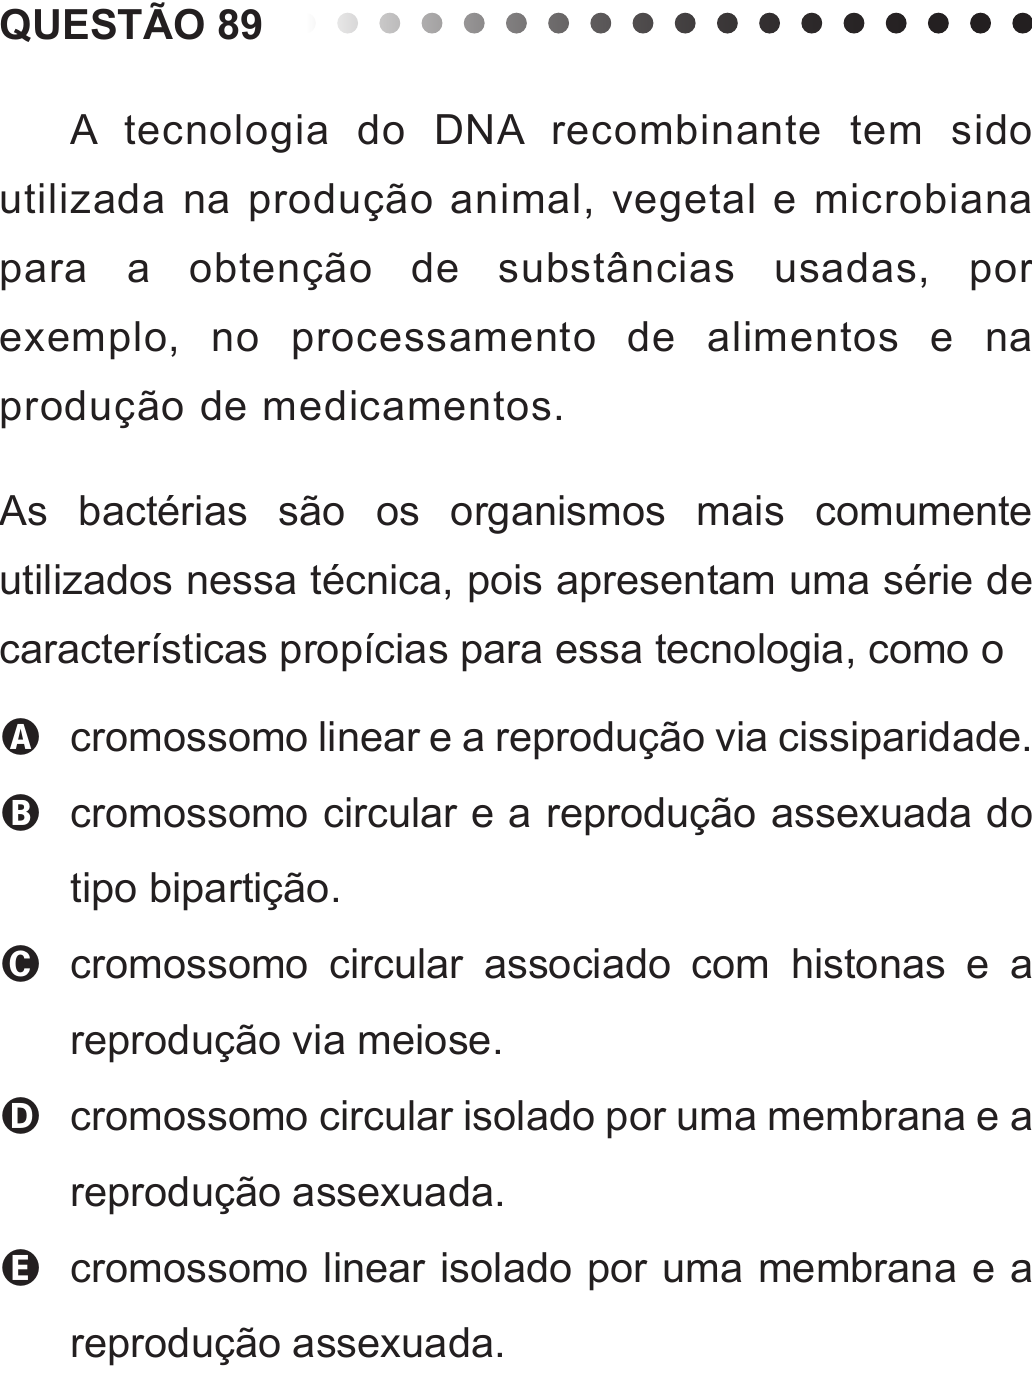 QUESTÃO 89
A tecnologia do DNA recombinante tem sido
utilizada na produção animal, vegetal e microbiana
para a obtenção de substâncias usadas, por
exemplo, no processamento de alimentos e na
produção de medicamentos.
As bactérias são os organismos mais comumente
utilizados nessa técnica, pois apresentam uma série de
características propícias para essa tecnologia, como o
A cromossomo linear e a reprodução via cissiparidade.
B cromossomo circular e a reprodução assexuada do
tipo bipartição.
C cromossomo circular associado com histonas e a
reprodução via meiose.
D cromossomo circular isolado por uma membrana e a
reprodução assexuada.
E cromossomo linear isolado por uma membrana e a
reprodução assexuada.